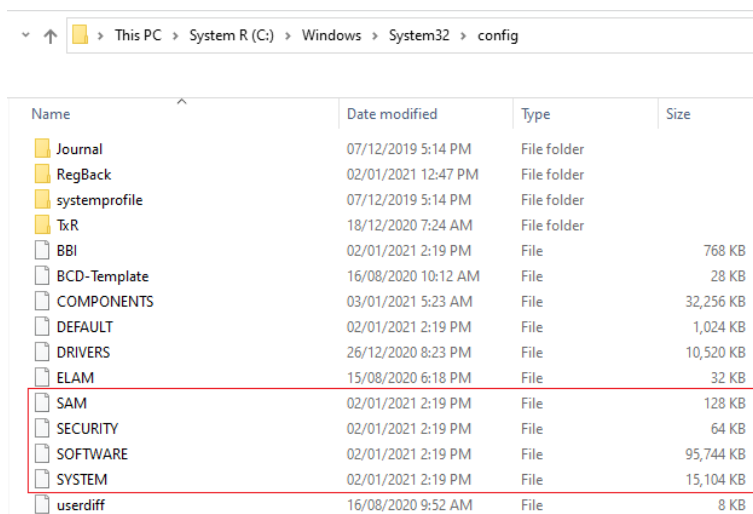 This PC > System R (C:) > Windows > System32 > config
Name Date modified Type Size
Journal 07/12/2019 5:14 PM File folder
RegBack 02/01/2021 12:47 PM File folder
systemprofile 07/12/2019 5:14 PM File folder
TxR 18/12/2020 7:24 AM File folder
BBI 02/01/2021 2:19 PM File 768 KB
BCD-Template 16/08/2020 10:12 AM File 28 KB
COMPONENTS 03/01/2021 5:23 AM File 32,256 KB
DEFAULT 02/01/2021 2:19 PM File 1,024 KB
DRIVERS 26/12/2020 8:23 PM File 10,520 KB
ELAM 15/08/2020 6:18 PM File 32 KB
SAM 02/01/2021 2:19 PM File 128 KB
SECURITY 02/01/2021 2:19 PM File 64 KB
SOFTWARE 02/01/2021 2:19 PM File 95,744 KB
SYSTEM 02/01/2021 2:19 PM File 15,104 KB
userdiff 16/08/2020 9:52 AM File 8 KB